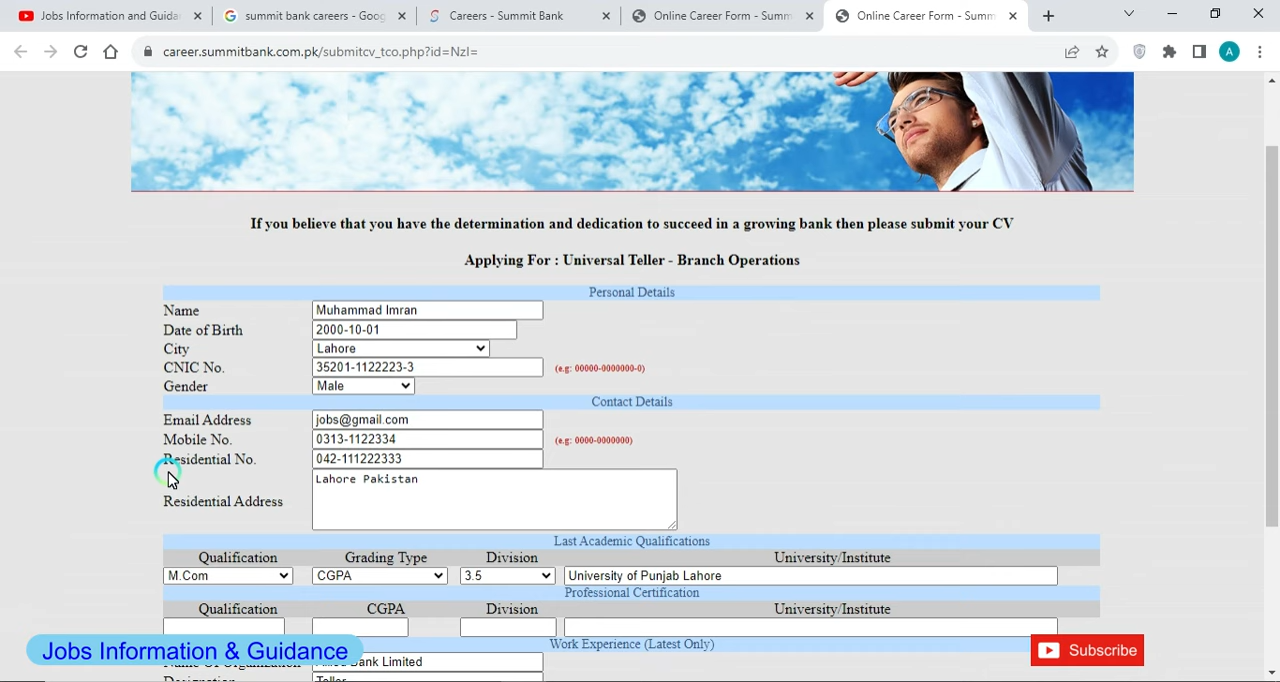 Jobs Information and Guida
summit bank careers - Goog
Careers - Summit Bank
Online Career Form - Summ
Online Career Form - Summ
career.summitbank.com.pk/submitcv_tco.php?id=NzI=
A
If you believe that you have the determination and dedication to succeed in a growing bank then please submit your CV
Applying For : Universal Teller - Branch Operations
Personal Details
Name Muhammad Imran
Date of Birth 2000-10-01
City Lahore
CNIC No. 35201-1122223-3 (e.g: 00000-0000000-0)
Gender Male
Contact Details
Email Address jobs@gmail.com
Mobile No. 0313-1122334 (e.g: 0000-0000000)
Residential No. 042-111222333
Residential Address Lahore Pakistan
Last Academic Qualifications
Qualification Grading Type Division University/Institute
M.Com CGPA 3.5 University of Punjab Lahore
Professional Certification
Qualification CGPA Division University/Institute
Work Experience (Latest Only)
Jobs Information & Guidance
Bank Limited
Teller
Subscribe